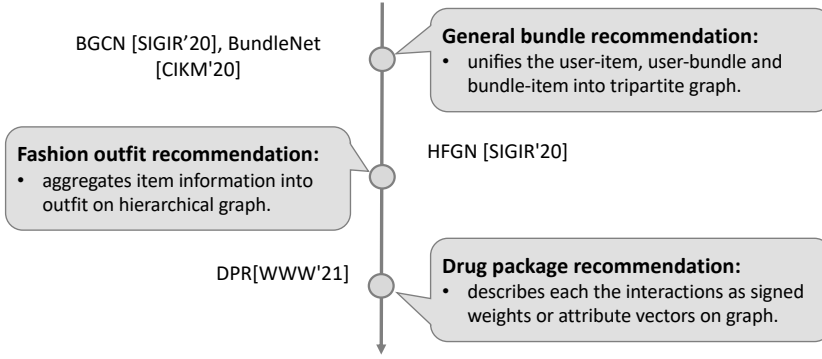 BGCN [SIGIR’20], BundleNet
[CIKM'20]
General bundle recommendation:
• unifies the user-item, user-bundle and
bundle-item into tripartite graph.
Fashion outfit recommendation:
• aggregates item information into
outfit on hierarchical graph.
HFGN [SIGIR'20]
DPR[WWW'21]
Drug package recommendation:
• describes each the interactions as signed
weights or attribute vectors on graph.